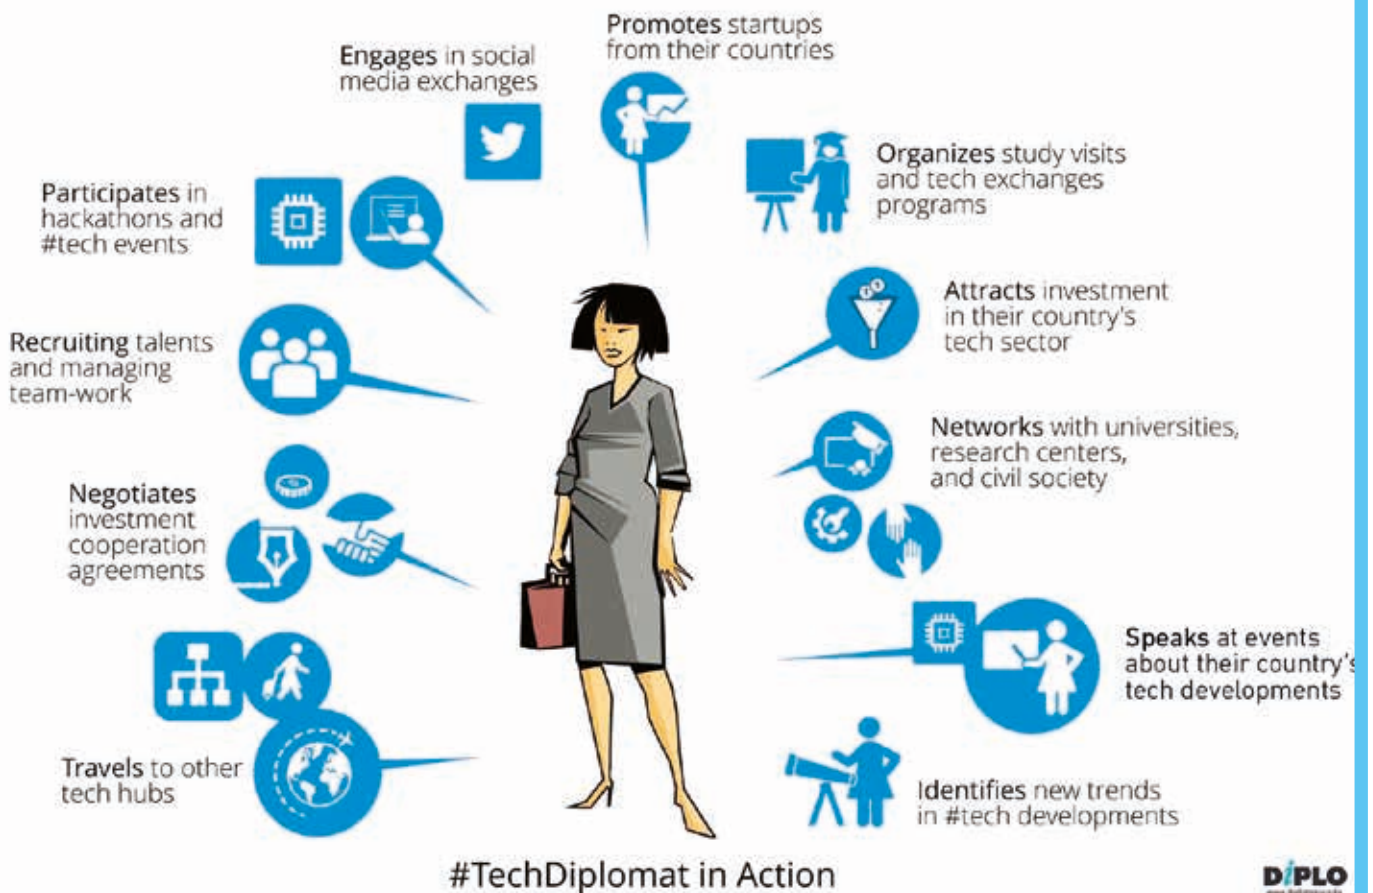 Promotes startups
from their countries
Engages in social
media exchanges
Organizes study visits
and tech exchanges
programs
Participates in
hackathons and
#tech events
Attracts investment
in their country's
tech sector
Recruiting talents
and managing
team-work
Networks with universities,
research centers,
and civil society
Negotiates
investment
cooperation
agreements
Speaks at events
about their country's
tech developments
Travels to other
tech hubs
Identifies new trends
in #tech developments
#TechDiplomat in Action
DiPLO